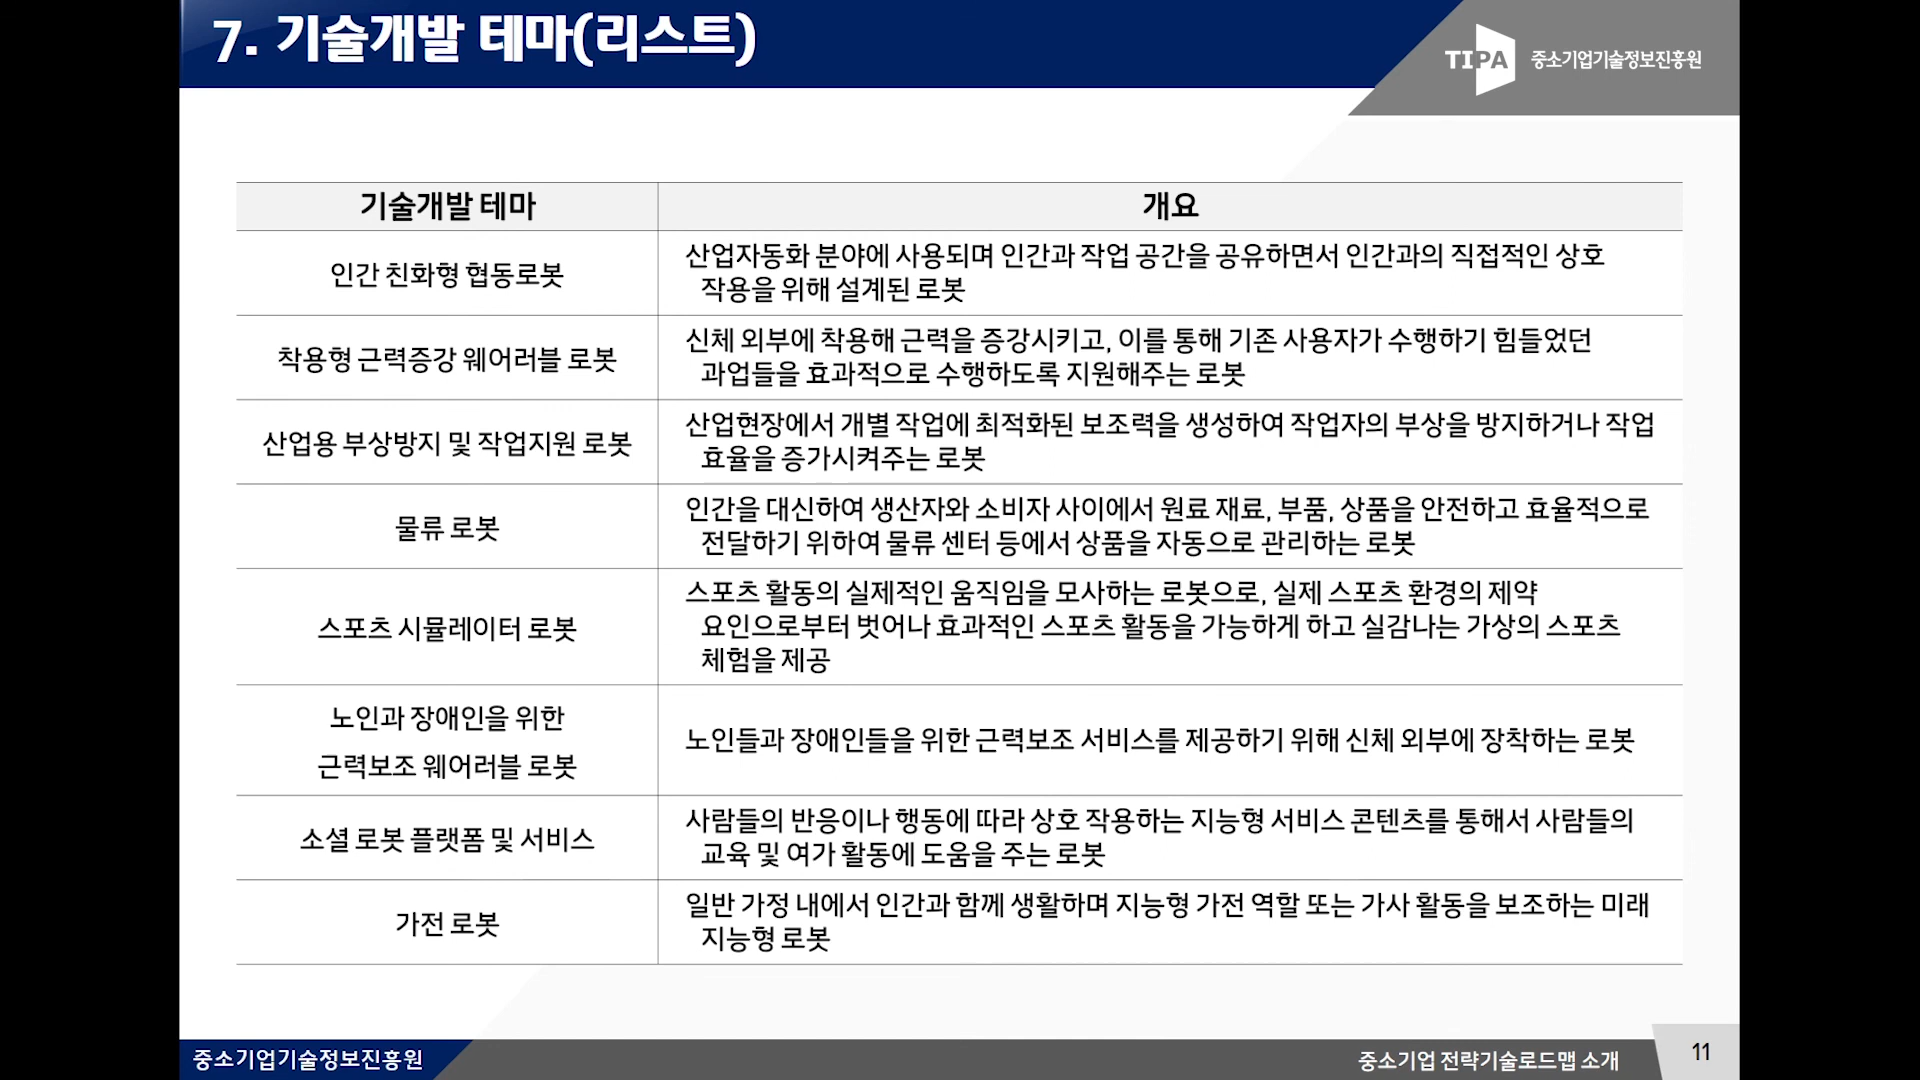 7. 기술개발 테마(리스트)
TIPA 중소기업기술정보진흥원
기술개발 테마
개요
인간 친화형 협동로봇
산업자동화 분야에 사용되며 인간과 작업 공간을 공유하면서 인간과의 직접적인 상호
작용을 위해 설계된 로봇
착용형 근력증강 웨어러블 로봇
신체 외부에 착용해 근력을 증강시키고, 이를 통해 기존 사용자가 수행하기 힘들었던
과업들을 효과적으로 수행하도록 지원해주는 로봇
산업용 부상방지 및 작업지원 로봇
산업현장에서 개별 작업에 최적화된 보조력을 생성하여 작업자의 부상을 방지하거나 작업
효율을 증가시켜주는 로봇
물류 로봇
인간을 대신하여 생산자와 소비자 사이에서 원료 재료, 부품, 상품을 안전하고 효율적으로
전달하기 위하여 물류 센터 등에서 상품을 자동으로 관리하는 로봇
스포츠 시뮬레이터 로봇
스포츠 활동의 실제적인 움직임을 모사하는 로봇으로, 실제 스포츠 환경의 제약
요인으로부터 벗어나 효과적인 스포츠 활동을 가능하게 하고 실감나는 가상의 스포츠
체험을 제공
노인과 장애인을 위한
근력보조 웨어러블 로봇
노인들과 장애인들을 위한 근력보조 서비스를 제공하기 위해 신체 외부에 장착하는 로봇
소셜 로봇 플랫폼 및 서비스
사람들의 반응이나 행동에 따라 상호 작용하는 지능형 서비스 콘텐츠를 통해서 사람들의
교육 및 여가 활동에 도움을 주는 로봇
가전 로봇
일반 가정 내에서 인간과 함께 생활하며 지능형 가전 역할 또는 가사 활동을 보조하는 미래
지능형 로봇
중소기업기술정보진흥원
중소기업 전략기술로드맵 소개
11